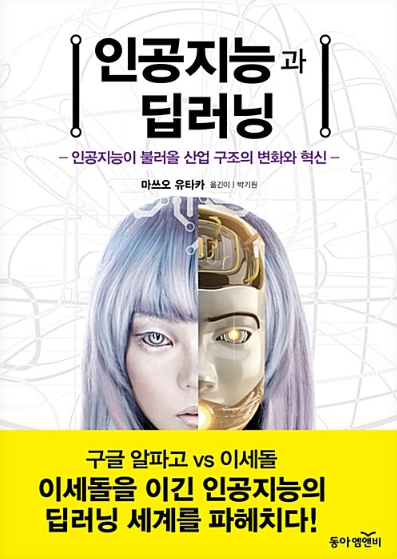 인공지능과
딥러닝
– 인공지능이 불러올 산업 구조의 변화와 혁신 –
마쓰오 유타카 옮긴이 | 박기원
구글 알파고 vs 이세돌
이세돌을 이긴 인공지능의
딥러닝 세계를 파헤치다!
동아엠앤비